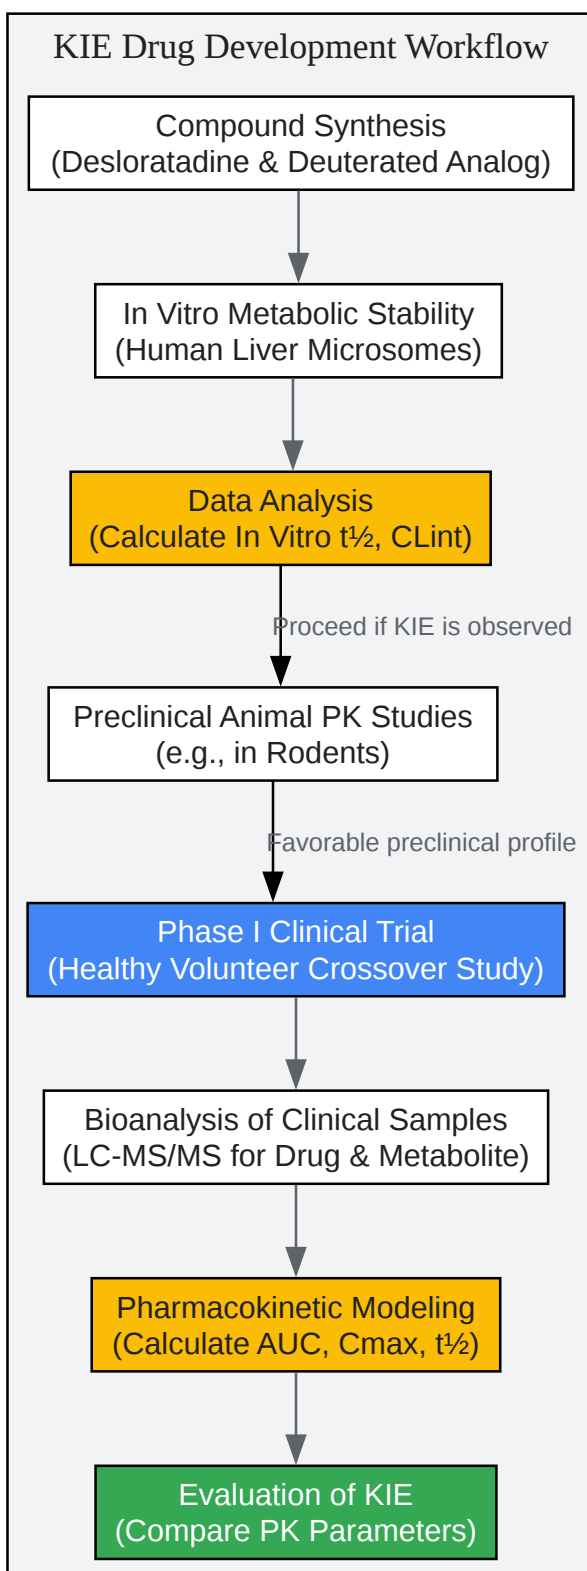 KIE Drug Development Workflow
Compound Synthesis
(Desloratadine & Deuterated Analog)
In Vitro Metabolic Stability
(Human Liver Microsomes)
Data Analysis
(Calculate In Vitro t½, CLint)
Proceed if KIE is observed
Preclinical Animal PK Studies
(e.g., in Rodents)
Favorable preclinical profile
Phase I Clinical Trial
(Healthy Volunteer Crossover Study)
Bioanalysis of Clinical Samples
(LC-MS/MS for Drug & Metabolite)
Pharmacokinetic Modeling
(Calculate AUC, Cmax, t½)
Evaluation of KIE
(Compare PK Parameters)